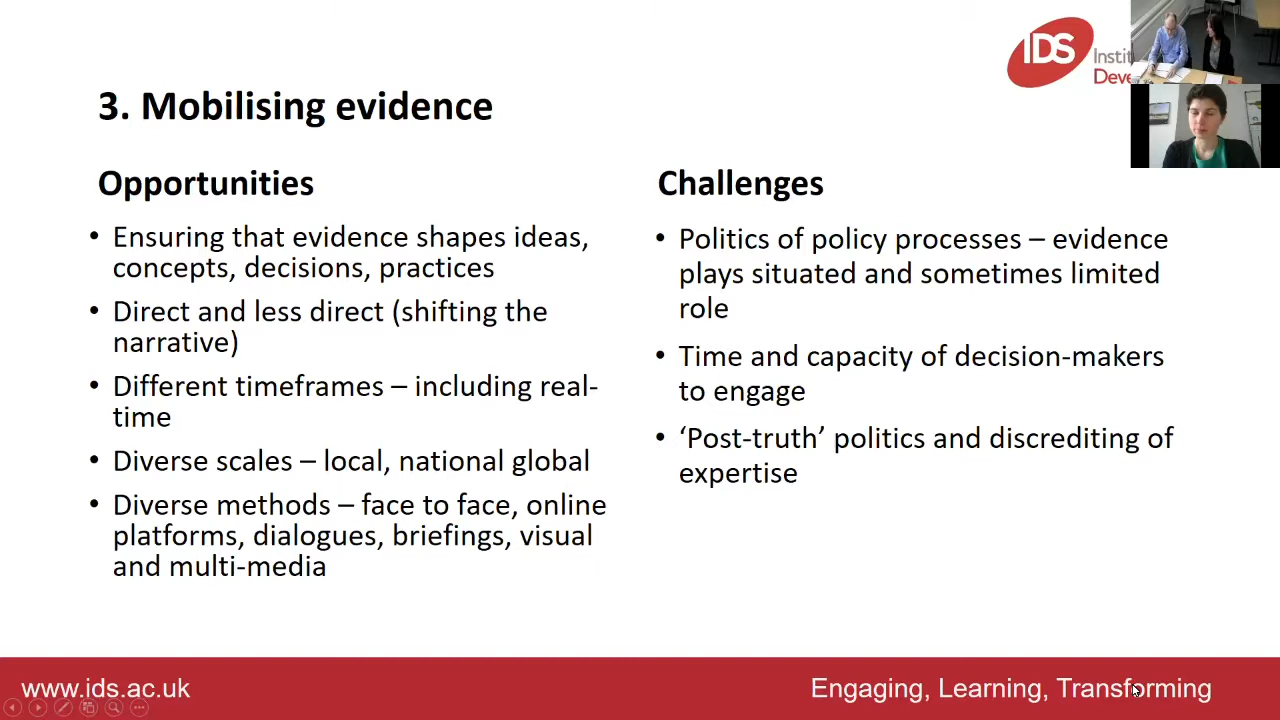 IDS
Instit
Deve
3. Mobilising evidence
Opportunities
• Ensuring that evidence shapes ideas,
concepts, decisions, practices
• Direct and less direct (shifting the
narrative)
• Different timeframes – including real-
time
• Diverse scales – local, national global
• Diverse methods – face to face, online
platforms, dialogues, briefings, visual
and multi-media
Challenges
• Politics of policy processes – evidence
plays situated and sometimes limited
role
• Time and capacity of decision-makers
to engage
• ‘Post-truth’ politics and discrediting of
expertise
www.ids.ac.uk
Engaging, Learning, Transforming